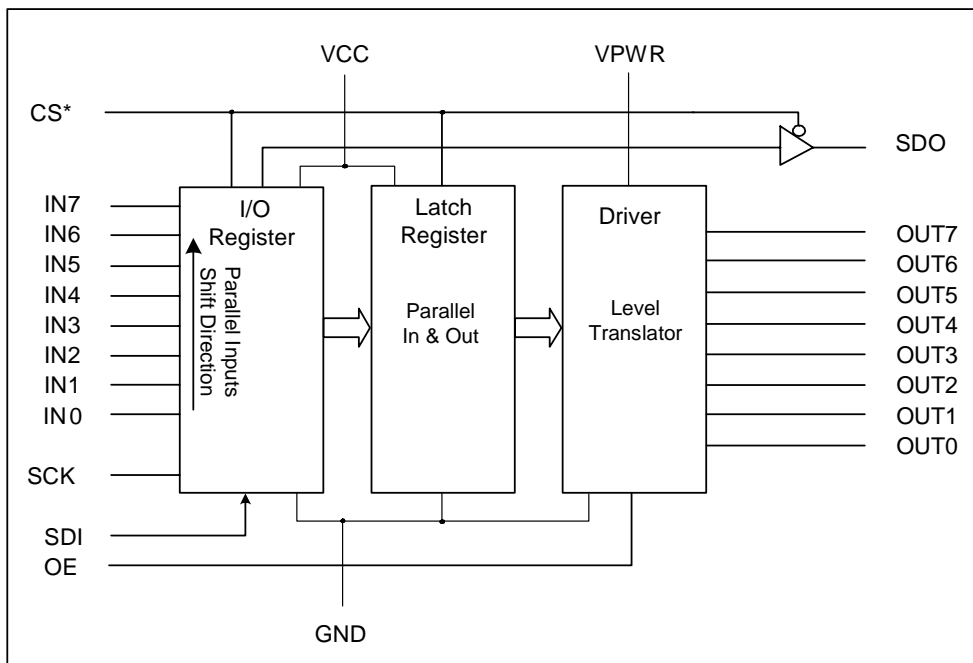 VCC
VPWR
CS*
SDO
IN7
IN6
IN5
IN4
IN3
IN2
IN1
IN0
SCK
SDI
OE
I/O
Register
Parallel Inputs
Shift Direction
Latch
Register
Parallel
In & Out
Driver
Level
Translator
OUT7
OUT6
OUT5
OUT4
OUT3
OUT2
OUT1
OUT0
GND